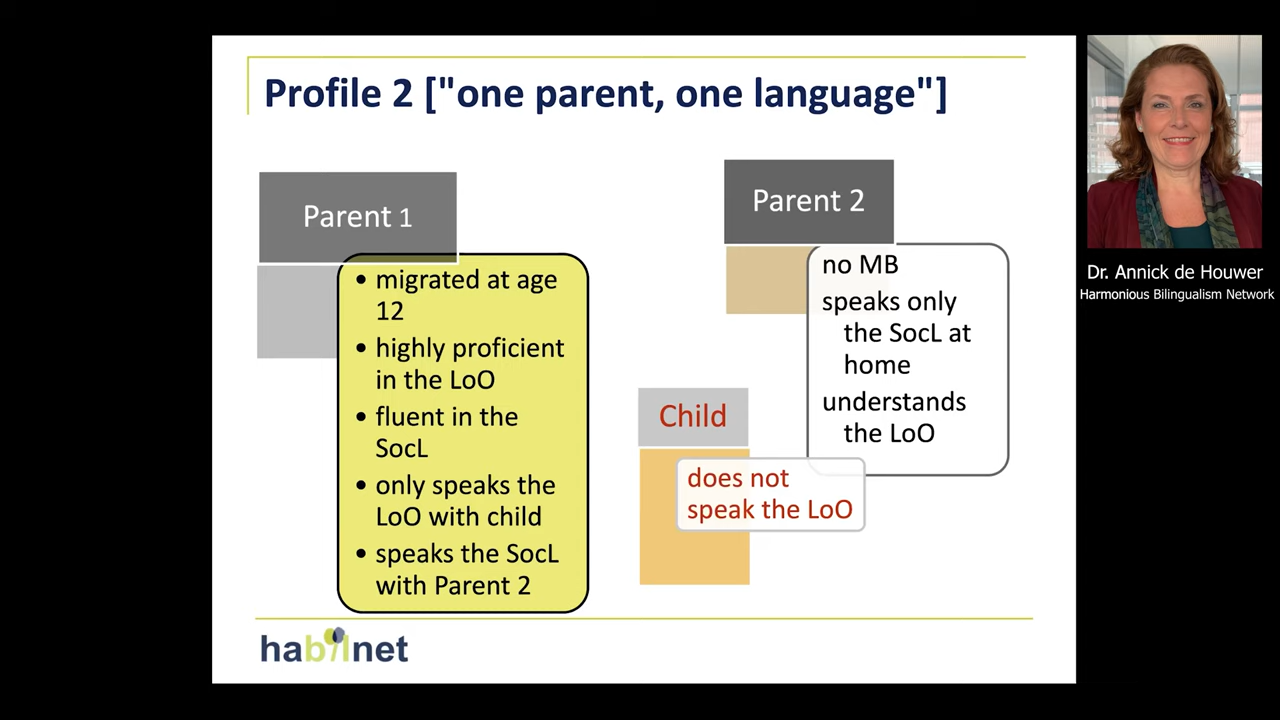 Profile 2 ["one parent, one language"]
Parent 1
• migrated at age
12
• highly proficient
in the LoO
• fluent in the
SocL
• only speaks the
LoO with child
• speaks the SocL
with Parent 2
Parent 2
no MB
speaks only
the SocL at
home
understands
the LoO
Child
does not
speak the LoO
habilnet
Dr. Annick de Houwer
Harmonious Bilingualism Network